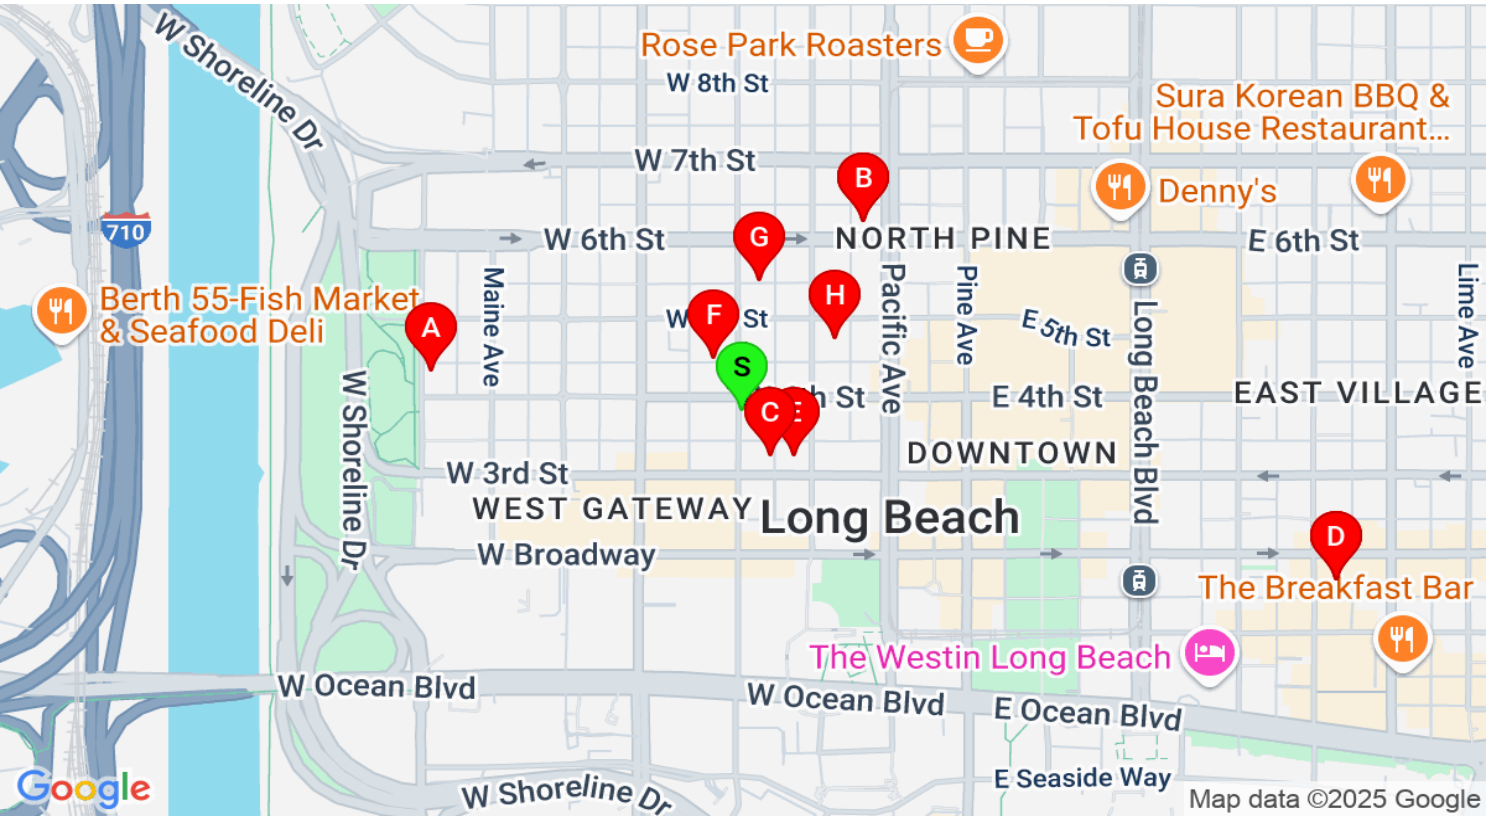 W Shoreline Dr
Rose Park Roasters
W 8th St
Sura Korean BBQ &
Tofu House Restaurant...
W 7th St
B
Denny's
710
W 6th St
G
NORTH PINE
E 6th St
Maine Ave
Pacific Ave
Pine Ave
Lime Ave
Berth 55-Fish Market
& Seafood Deli
A
W
F
St
H
E 5th St
Long Beach Blvd
S
W Shoreline Dr
C
E
h St
E 4th St
EAST VILLAGE
DOWNTOWN
W 3rd St
WEST GATEWAY
Long Beach
W Broadway
D
The Breakfast Bar
The Westin Long Beach
W Ocean Blvd
W Ocean Blvd
E Ocean Blvd
E Seaside Way
W Shoreline Dr
Google
Map data ©2025 Google